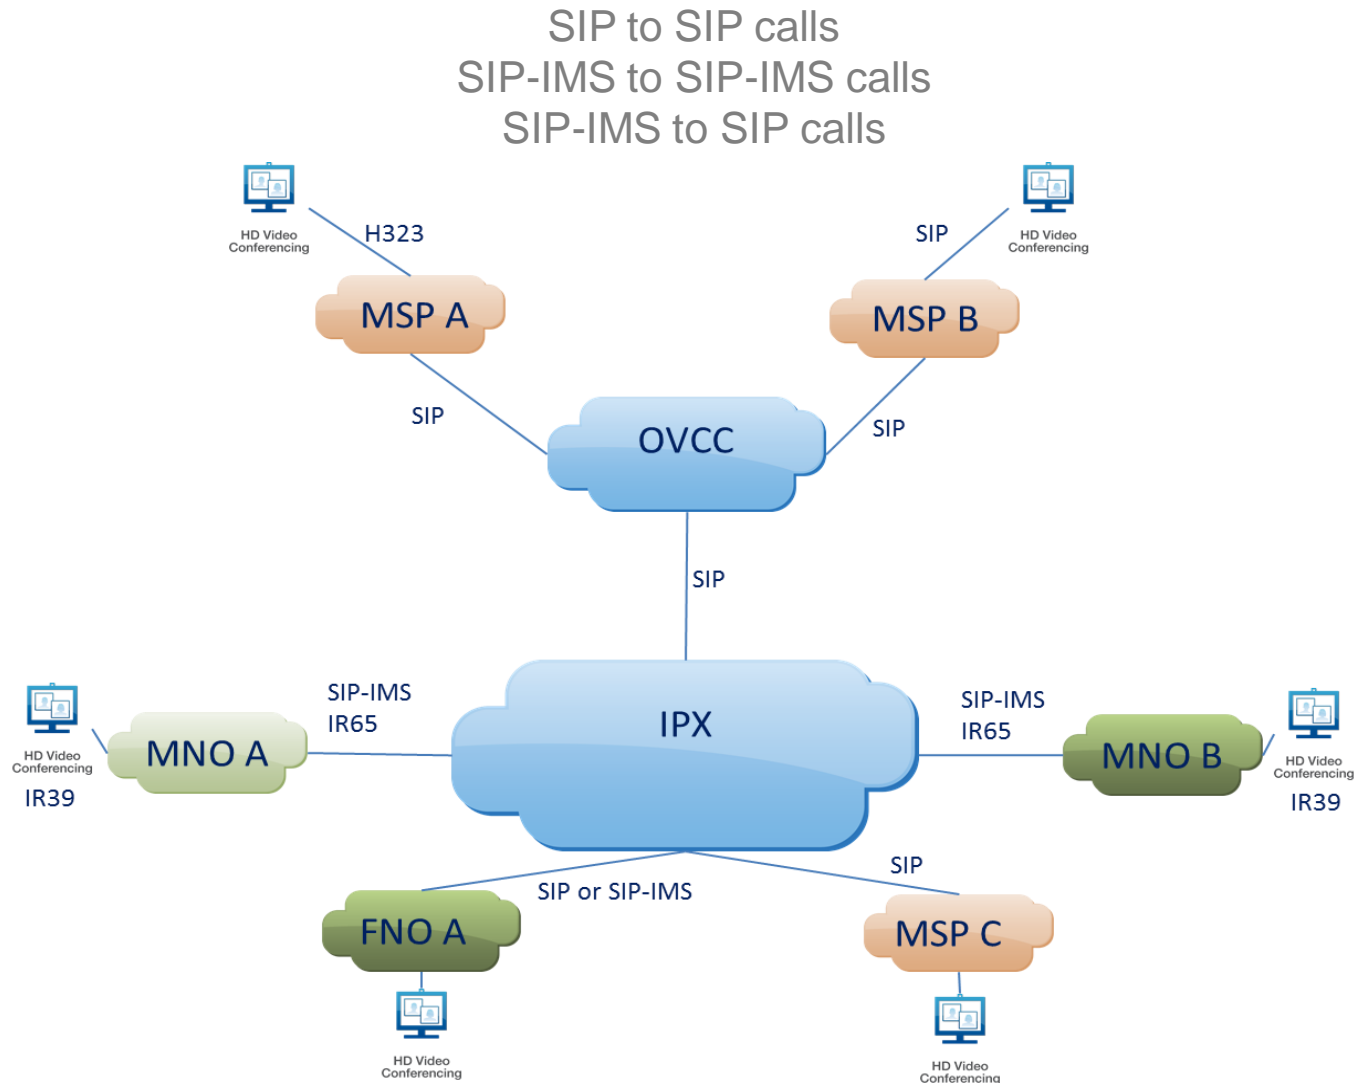 SIP to SIP calls
SIP-IMS to SIP-IMS calls
SIP-IMS to SIP calls
HD Video
Conferencing
H323
SIP
HD Video
Conferencing
MSP A
MSP B
SIP
SIP
OVCC
SIP
HD Video
Conferencing
IR39
MNO A
SIP-IMS
IR65
IPX
SIP-IMS
IR65
MNO B
HD Video
Conferencing
IR39
SIP or SIP-IMS
SIP
FNO A
MSP C
HD Video
Conferencing
HD Video
Conferencing